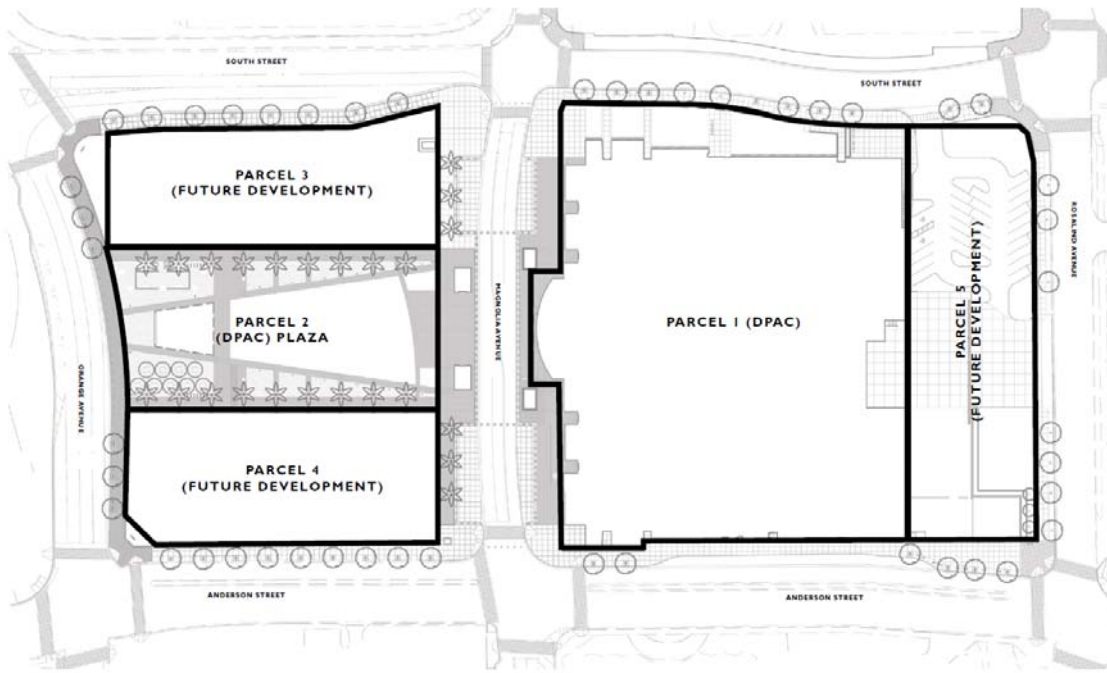 SOUTH STREET
SOUTH STREET
PARCEL 3
(FUTURE DEVELOPMENT)
ROSALIND AVENUE
PARCEL 2
(DPAC) PLAZA
MAGNOLIA AVENUE
PARCEL 1 (DPAC)
PARCEL 5
(FUTURE DEVELOPMENT)
ORANGE AVENUE
PARCEL 4
(FUTURE DEVELOPMENT)
ANDERSON STREET
ANDERSON STREET